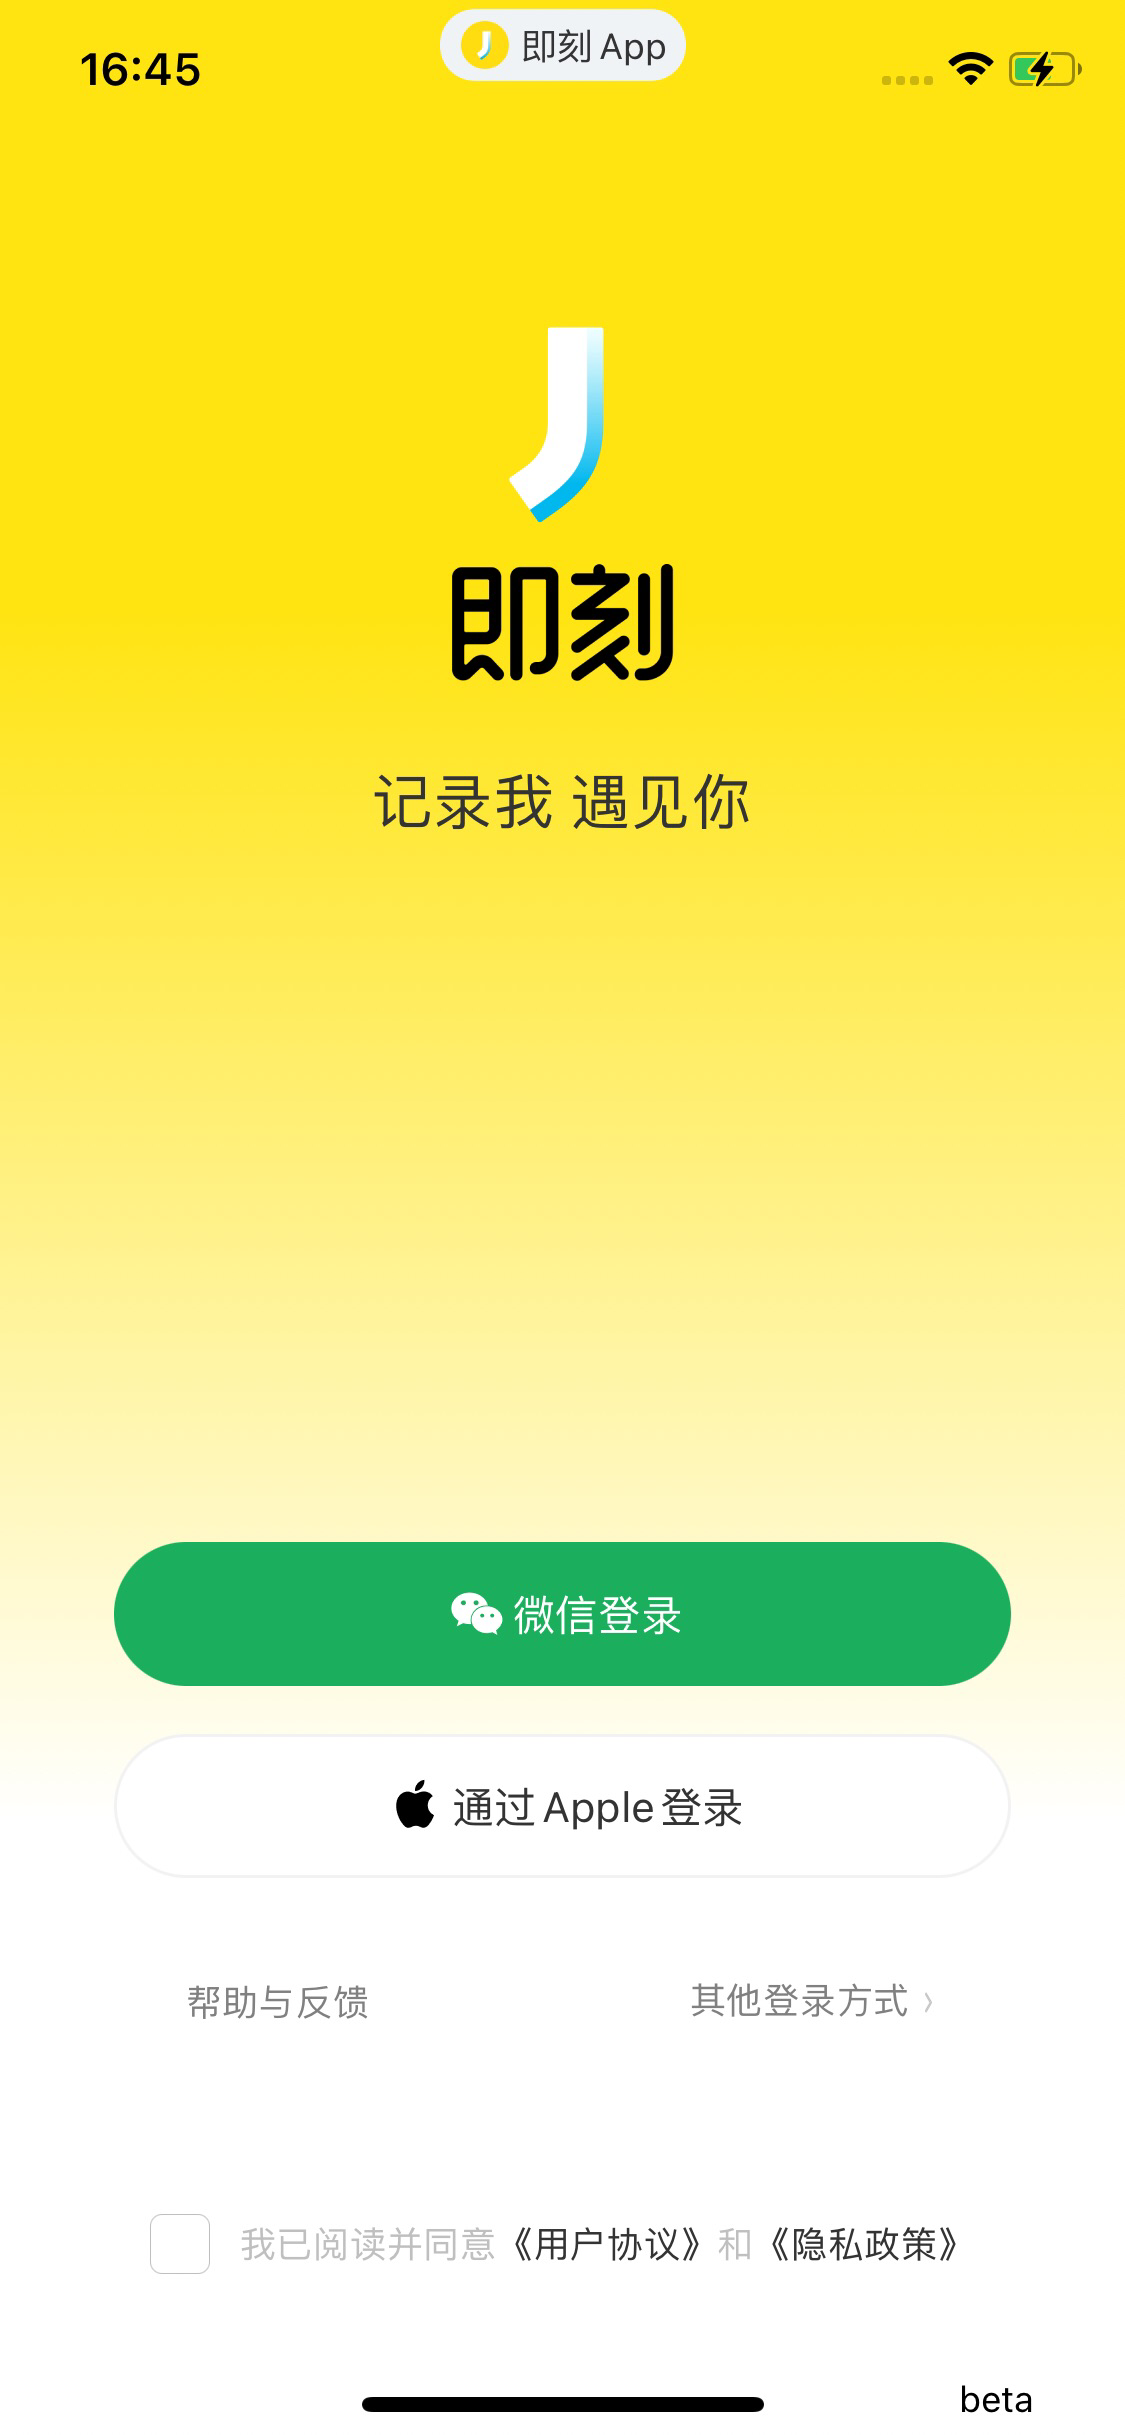 16:45
即刻 App
即刻
记录我 遇见你
微信登录
通过 Apple 登录
帮助与反馈
其他登录方式 〉
我已阅读并同意《用户协议》和《隐私政策》
beta